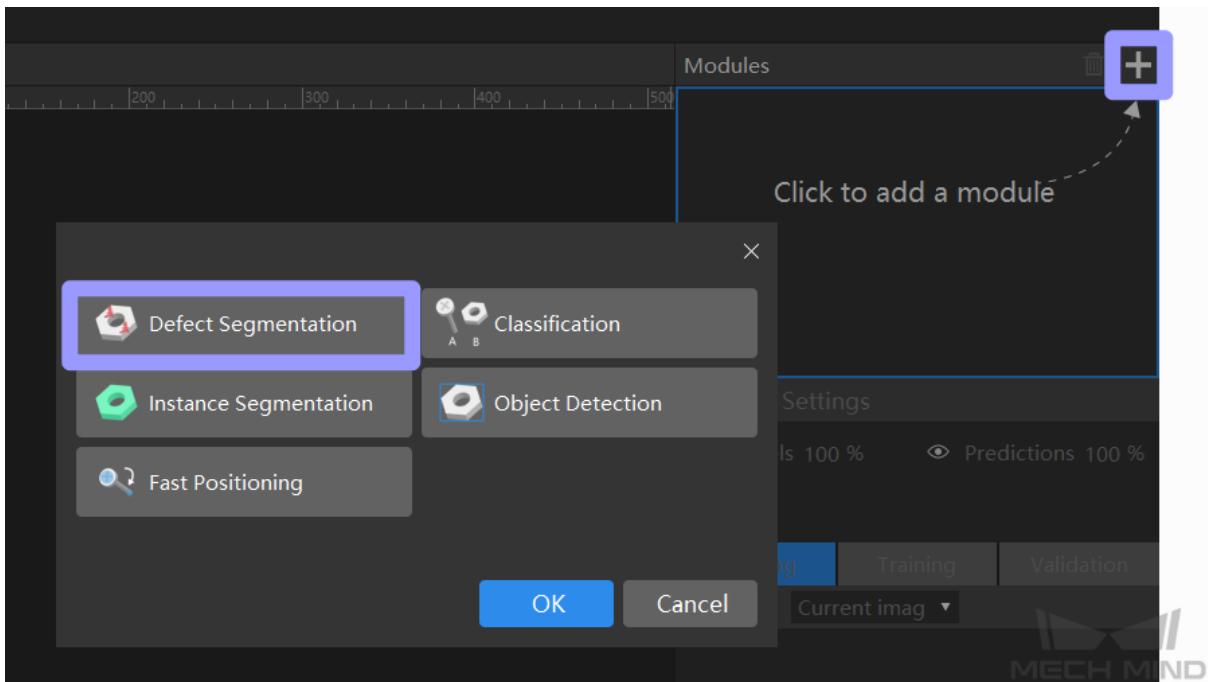 Modules
200 300 400 500
Click to add a module
Defect Segmentation
Classification
A B
Instance Segmentation
Object Detection
Settings
100 % Predictions 100 %
Fast Positioning
Training Validation
OK Cancel
Current imag
MECH MIND